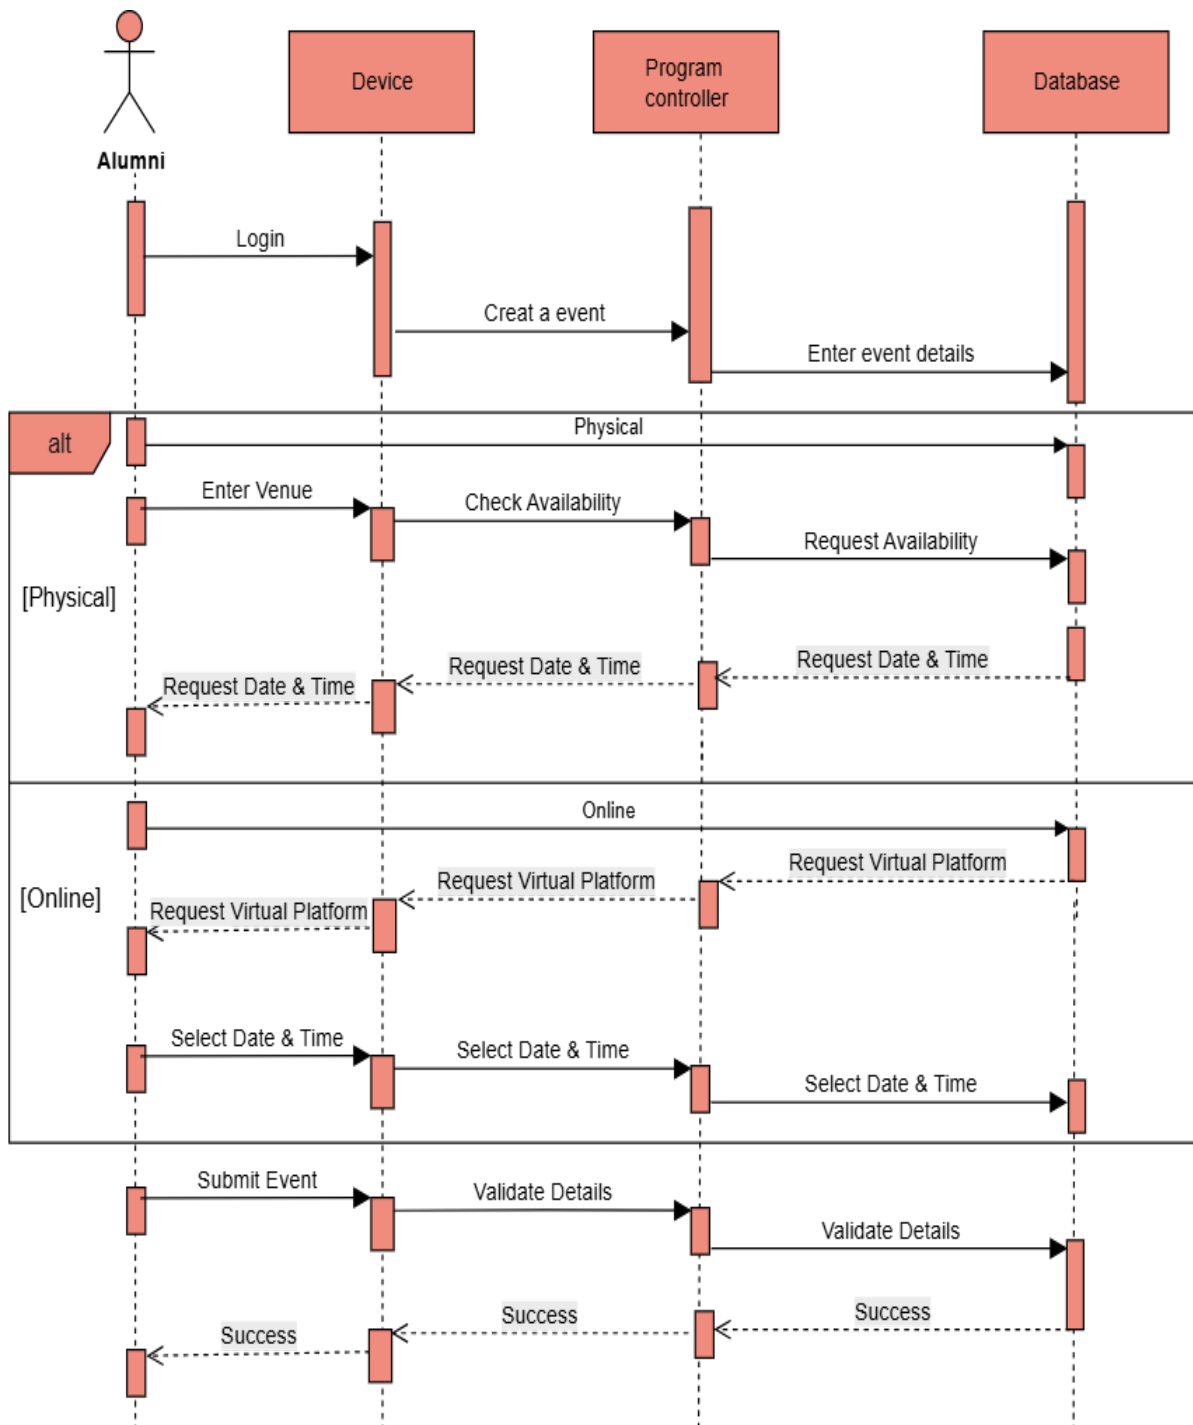 Device
Program
controller
Database
Alumni
Login
Creat a event
Enter event details
alt
Physical
Enter Venue
Check Availability
Request Availability
[Physical]
Request Date & Time
Request Date & Time
Request Date & Time
Online
Request Virtual Platform
Request Virtual Platform
[Online]
Request Virtual Platform
Select Date & Time
Select Date & Time
Select Date & Time
Submit Event
Validate Details
Validate Details
Success
Success
Success